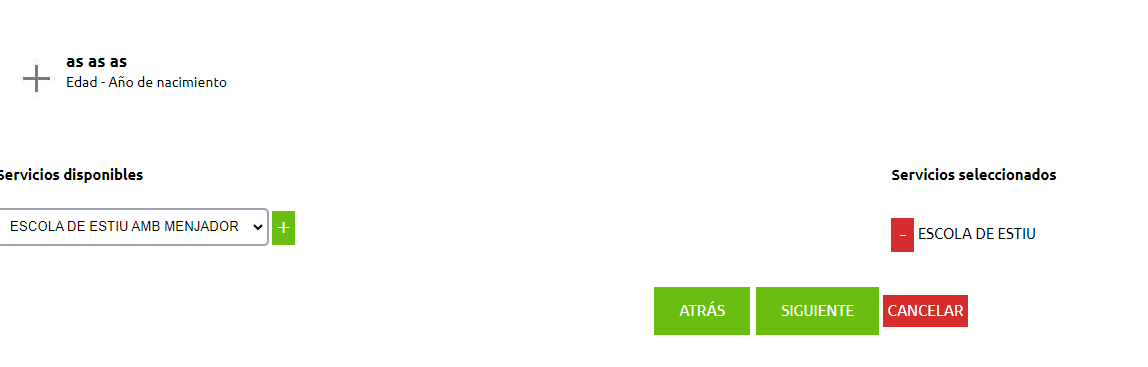 as as as
Edad - Año de nacimiento
Servicios disponibles
Servicios seleccionados
ESCOLA DE ESTIU AMB MENJADOR +
- ESCOLA DE ESTIU
ATRÁS SIGUIENTE CANCELAR